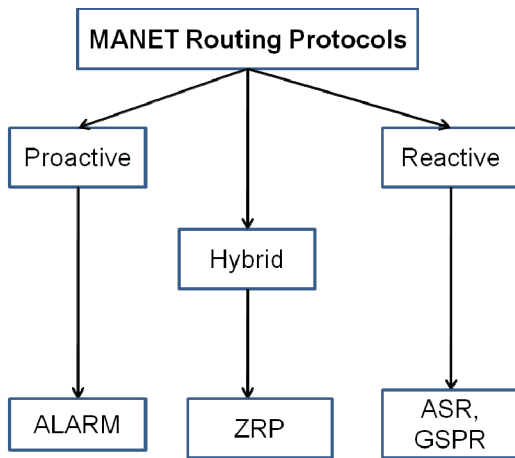 MANET Routing Protocols
Proactive
Reactive
Hybrid
ALARM
ZRP
ASR,
GSPR